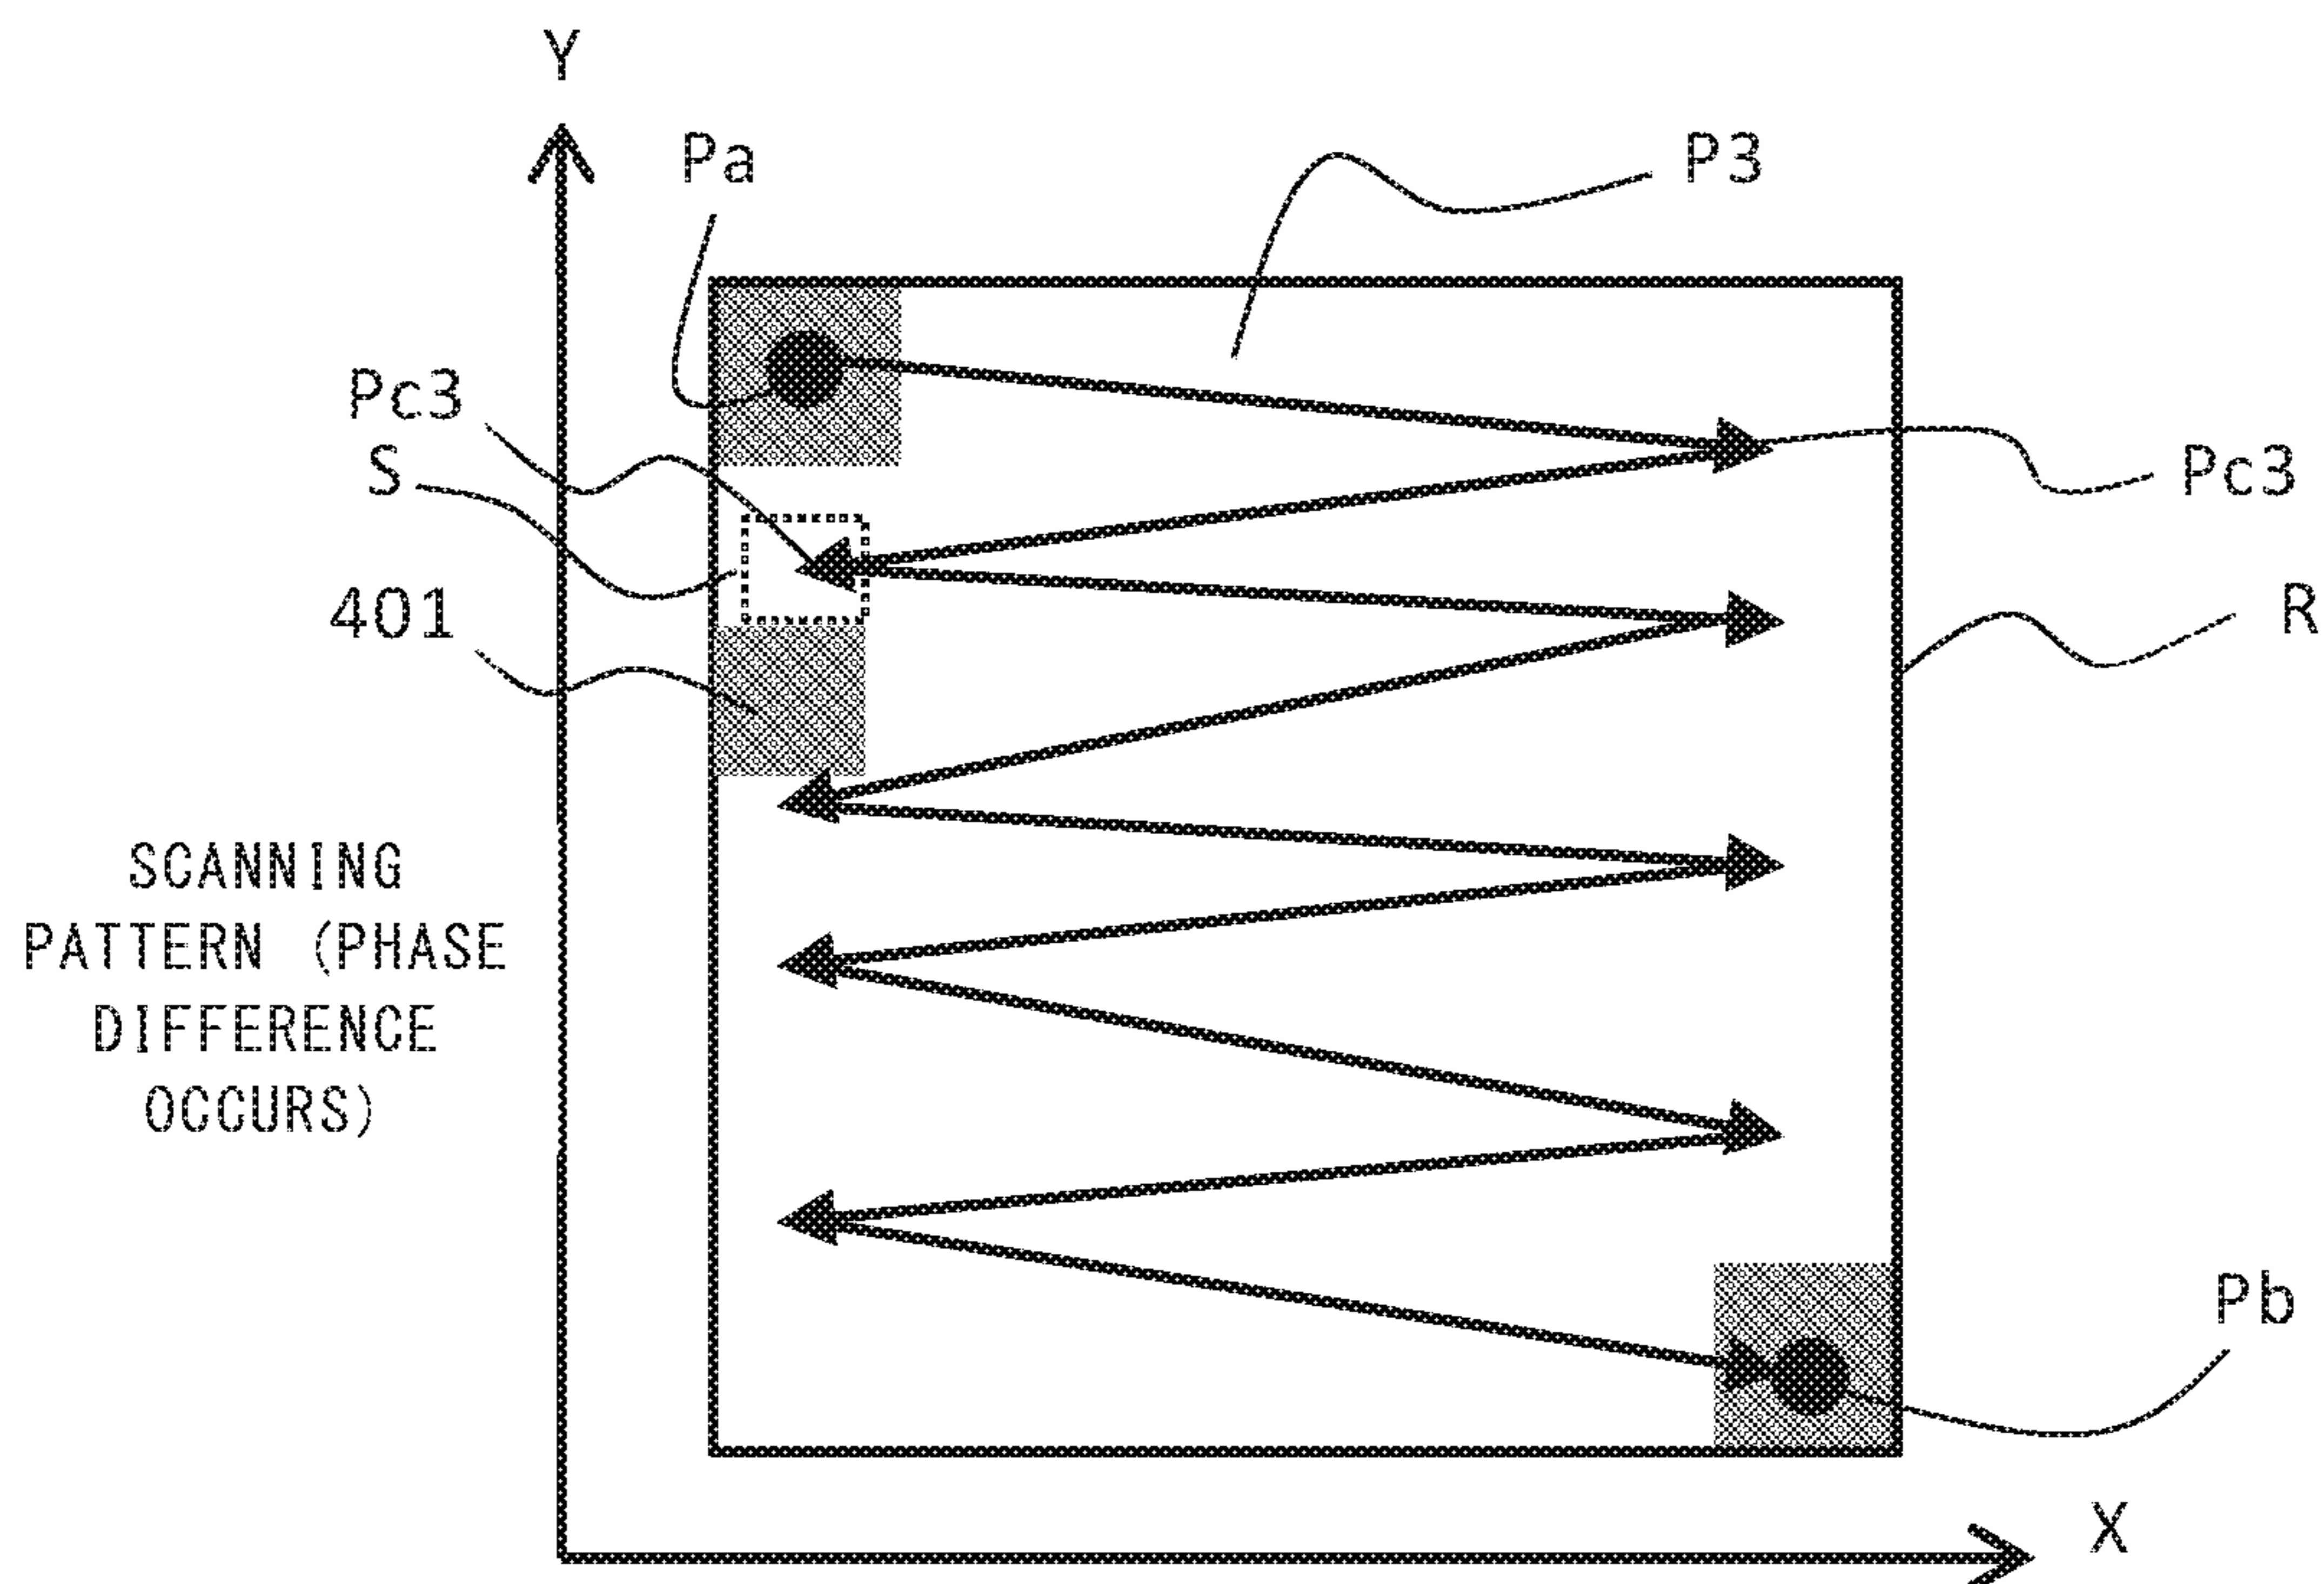 Y
Pa
P3
Pc3
S
Pc3
401
R
SCANNING
PATTERN (PHASE
DIFFERENCE
OCCURS)
Pb
X